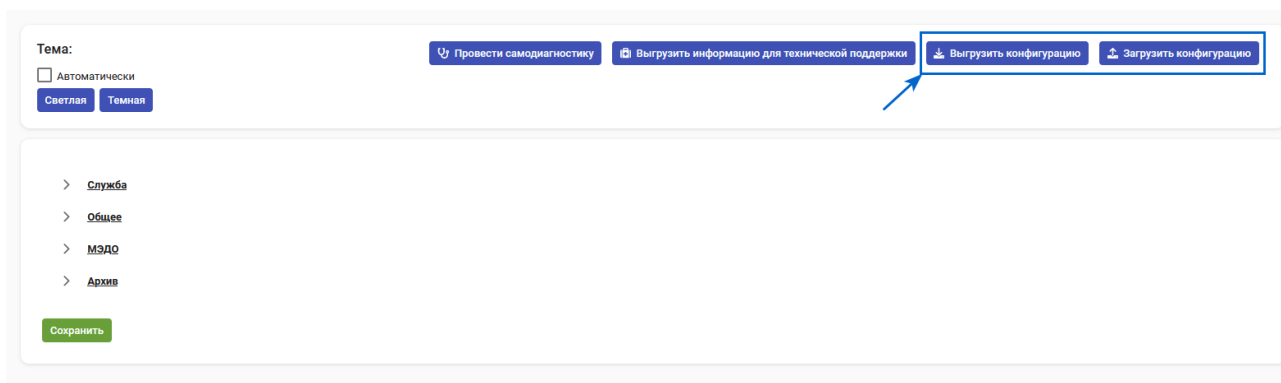 Тема:
Провести самодиагностику Выгрузить информацию для технической поддержки Выгрузить конфигурацию Загрузить конфигурацию
Автоматически
Светлая Темная
Служба
Общее
МЭДО
Архив
Сохранить